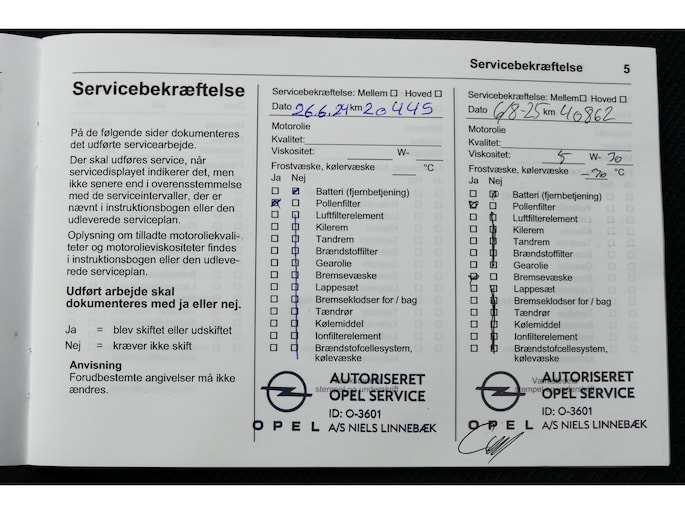 Servicebekræftelse 5
Servicebekræftelse
På de følgende sider dokumenteres
det udførte servicearbejde.
Der skal udføres service, når
servicedisplayet indikerer det, men
ikke senere end i overensstemmelse
med de serviceintervaller, der er
nævnt i instruktionsbogen eller den
udleverede serviceplan.
Oplysning om tilladte motoroliekvali-
teter og motorolieviskositeter findes
i instruktionsbogen eller den udleve-
rede serviceplan.
Udført arbejde skal
dokumenteres med ja eller nej.
Ja = blev skiftet eller udskiftet
Nej = kræver ikke skift
Anvisning
Forudbestemte angivelser må ikke
ændres.
Servicebekræftelse: Mellem Hoved
Dato 26.6.24 km 20445
Motorolie
Kvalitet:
Viskositet: W-
Frostvæske, kølervæske °C
Ja Nej
Batteri (fjernbetjening)
Pollenfilter
Luftfilterelement
Kilerem
Tandrem
Brændstoffilter
Gearolie
Bremsevæske
Lappesæt
Bremseklodser for / bag
Tændrør
Kølemiddel
Ionfilterelement
Brændstofcellesystem,
kølevæske
AUTORISERET
OPEL SERVICE
ID: O-3601
OPEL A/S NIELS LINNEBÆK
Servicebekræftelse: Mellem Hoved
Dato 6/8-25 km 40862
Motorolie
Kvalitet:
Viskositet: 5 W- 30
Frostvæske, kølervæske -30 °C
Ja Nej
Batteri (fjernbetjening)
Pollenfilter
Luftfilterelement
Kilerem
Tandrem
Brændstoffilter
Gearolie
Bremsevæske
Lappesæt
Bremseklodser for / bag
Tændrør
Kølemiddel
Ionfilterelement
Brændstofcellesystem,
kølevæske
AUTORISERET
OPEL SERVICE
ID: O-3601
OPEL A/S NIELS LINNEBÆK